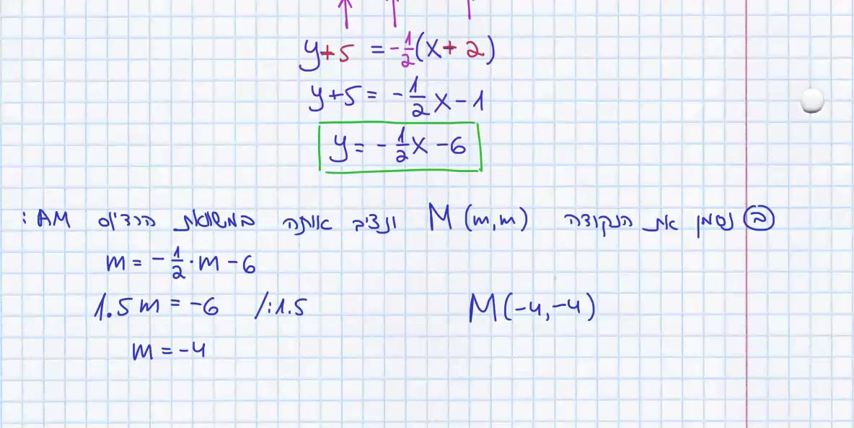 y+5 = -1/2(x+2)
y+5 = -1/2x-1
y = -1/2x-6
ב נסמן את הנקודה M(m,m) ונציב אותה במשוואת הרדיוס AM:
m = -1/2·m-6
1.5m = -6 /:1.5
M(-4,-4)
m = -4